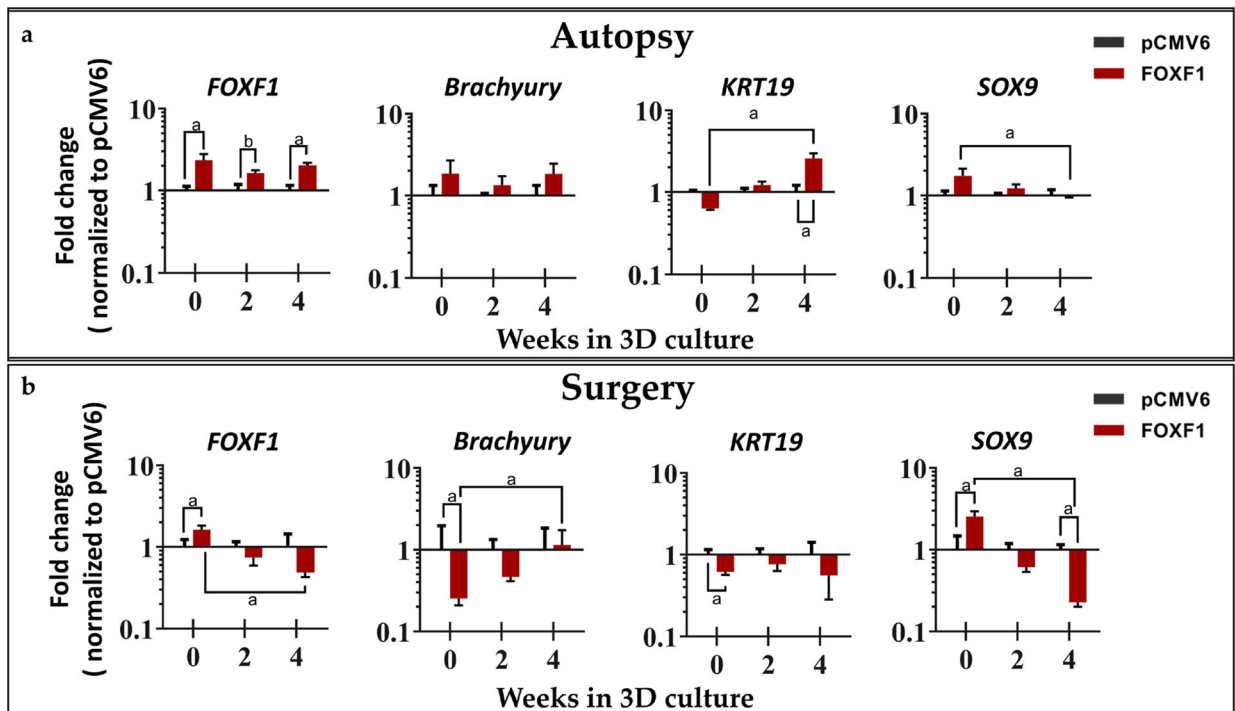 a
Autopsy
pCMV6
FOXF1
Fold change
( normalized to pCMV6)
FOXF1
10
1
0.1
a
b
a
0 2 4
Brachyury
10
1
0.1
0 2 4
KRT19
10
1
0.1
a
a
0 2 4
SOX9
10
1
0.1
a
0 2 4
Weeks in 3D culture
b
Surgery
pCMV6
FOXF1
Fold change
( normalized to pCMV6)
FOXF1
10
1
0.1
a
a
0 2 4
Brachyury
10
1
0.1
a
a
0 2 4
KRT19
10
1
0.1
a
0 2 4
SOX9
10
1
0.1
a
a
a
0 2 4
Weeks in 3D culture